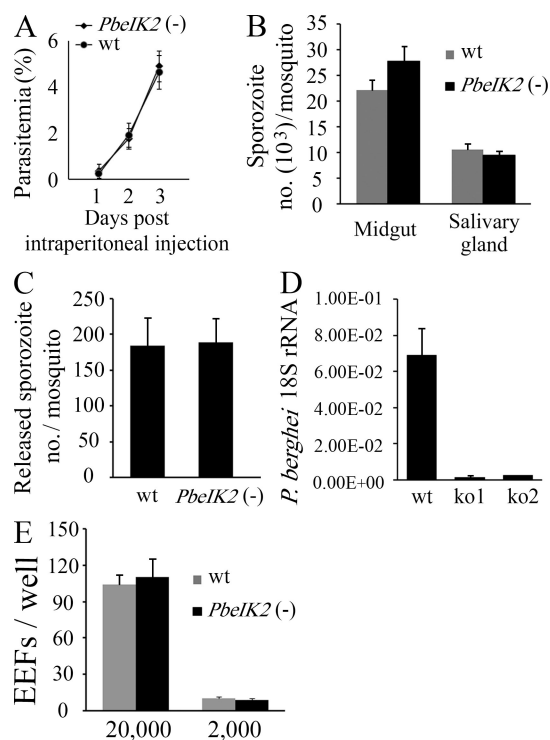 A
PbeIK2 (-)
wt
Parasitemia (%)
6
4
2
0
1 2 3
Days post
intraperitoneal injection
B
wt
PbeIK2 (-)
Sporozoite
no. (10³)/mosquito
35
30
25
20
15
10
5
0
Midgut
Salivary
gland
C
Released sporozoite
no./ mosquito
250
200
150
100
50
0
wt PbeIK2 (-)
D
P. berghei 18S rRNA
1.00E-01
8.00E-02
6.00E-02
4.00E-02
2.00E-02
0.00E+00
wt ko1 ko2
E
EEFs / well
150
120
90
60
30
0
wt
PbeIK2 (-)
20,000 2,000